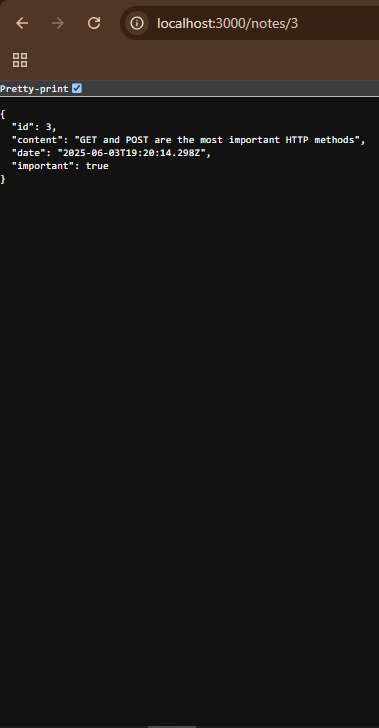 localhost:3000/notes/3
Pretty-print
{
  "id": 3,
  "content": "GET and POST are the most important HTTP methods",
  "date": "2025-06-03T19:20:14.298Z",
  "important": true
}